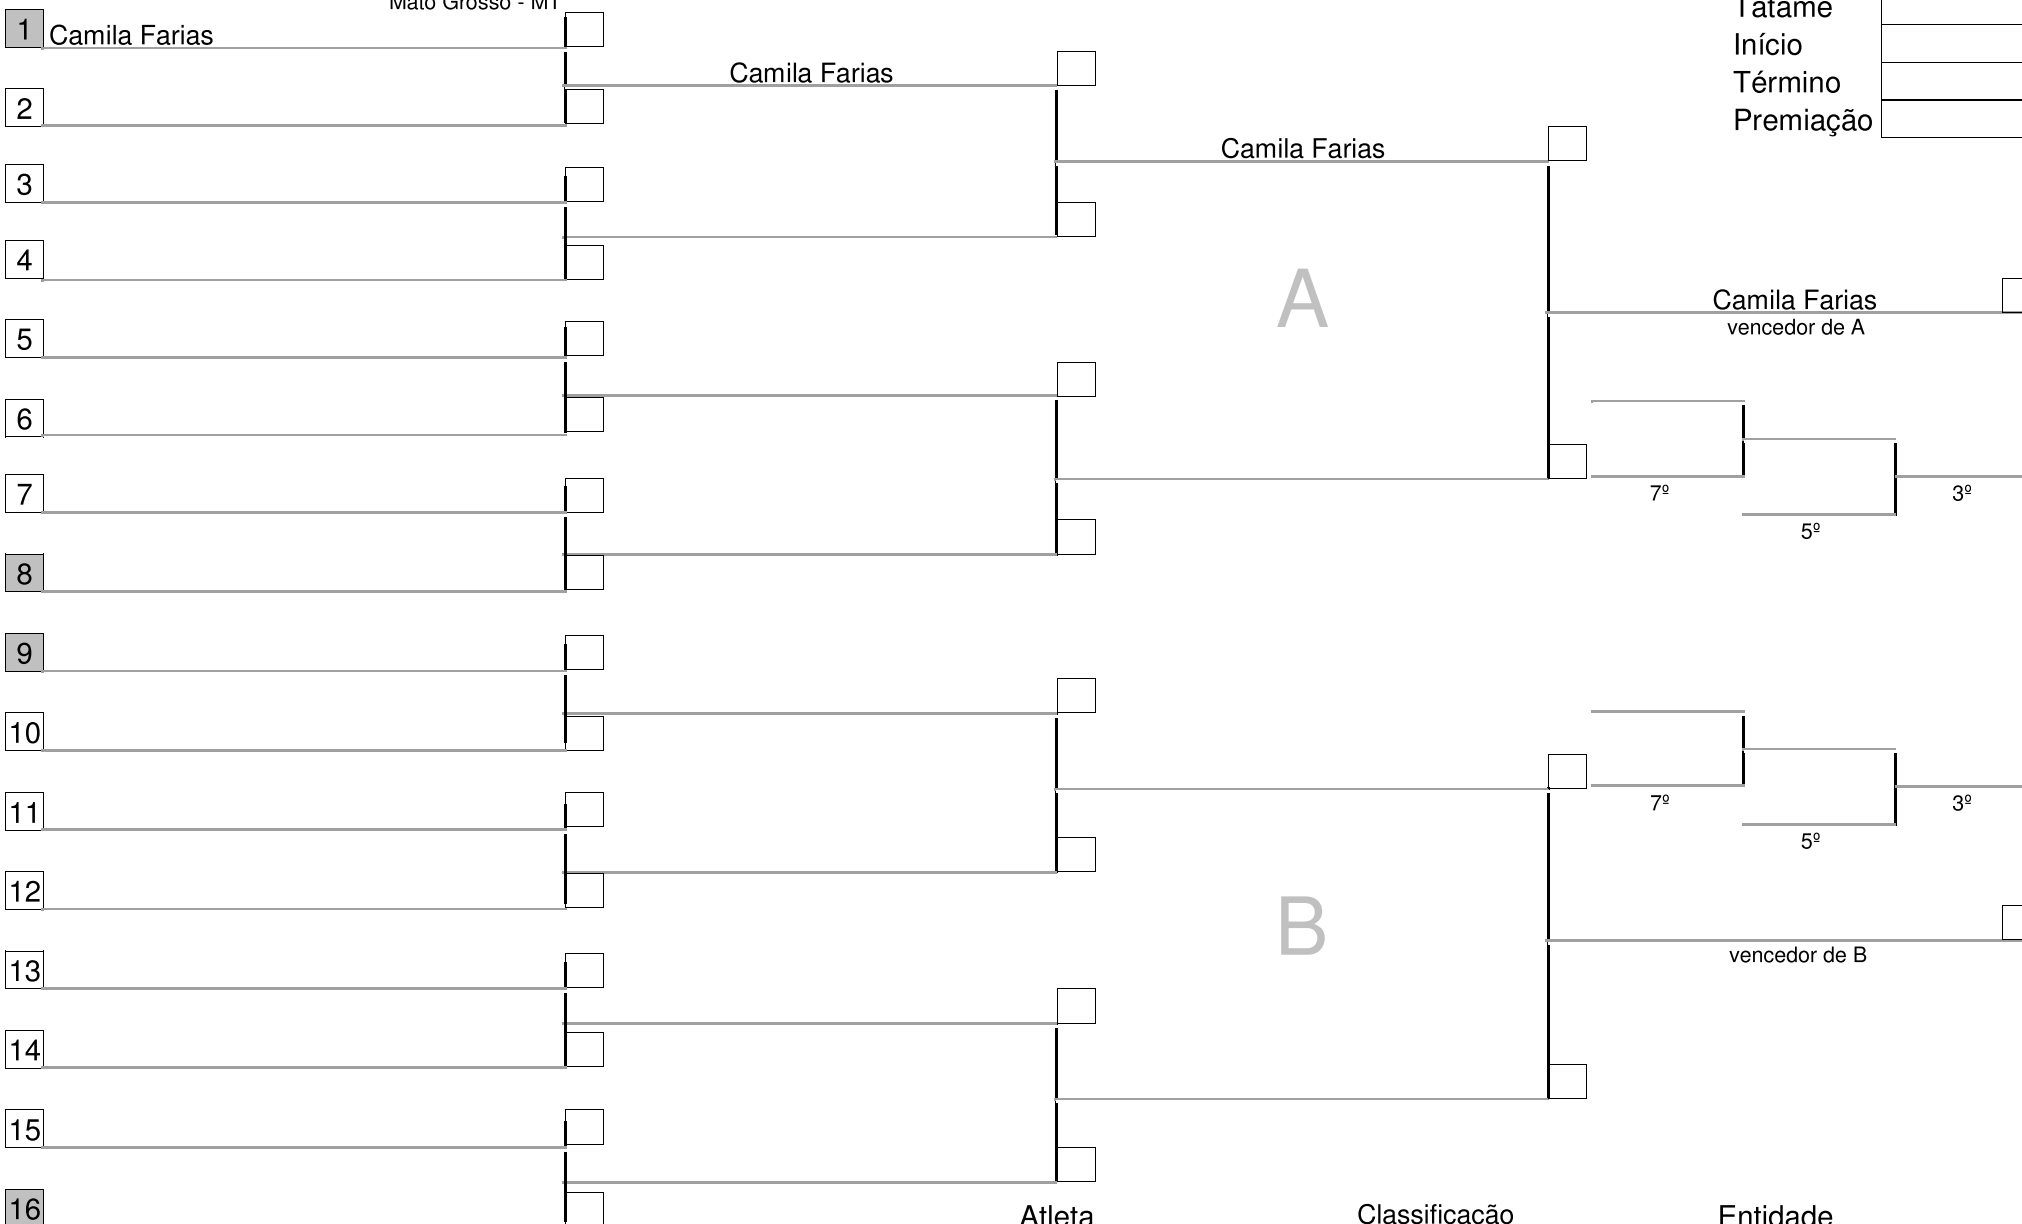 Mato Grosso - MT
1 Camila Farias
Camila Farias
Camila Farias
Camila Farias
vencedor de A
Tatame
Início
Término
Premiação
2
3
4
5
6
7
8
9
10
11
12
13
14
15
16
A
B
7º
5º
3º
7º
5º
3º
vencedor de B
Atleta Classificação Entidade